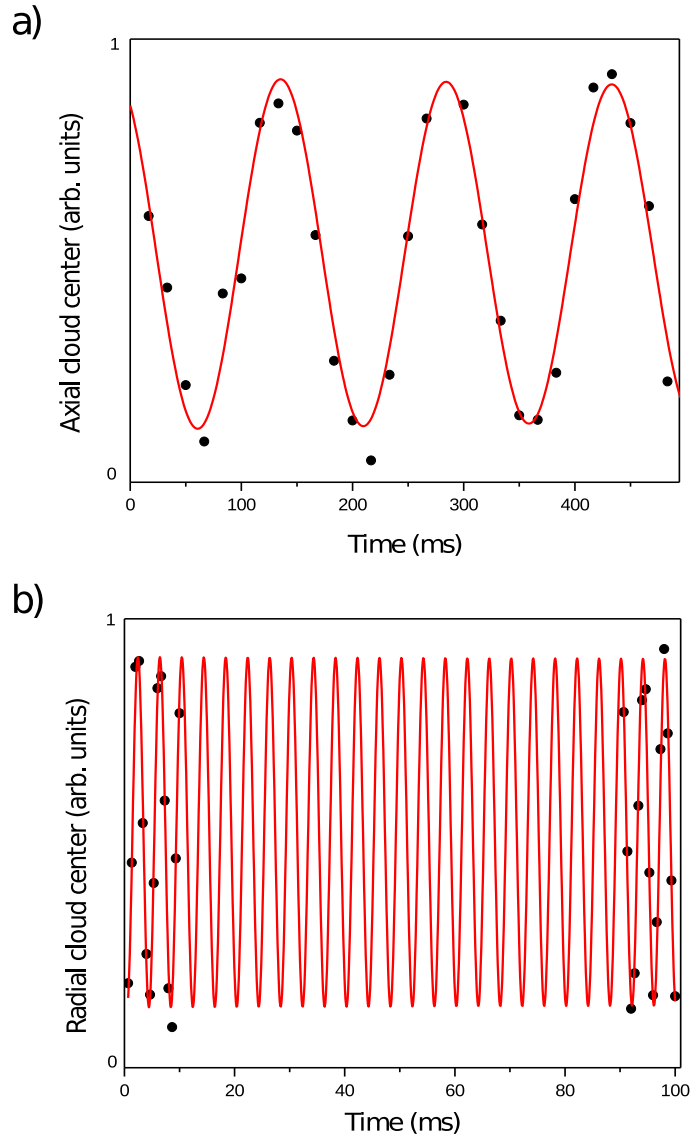 a)
1
Axial cloud center (arb. units)
0
0 100 200 300 400
Time (ms)
b)
1
Radial cloud center (arb. units)
0
0 20 40 60 80 100
Time (ms)